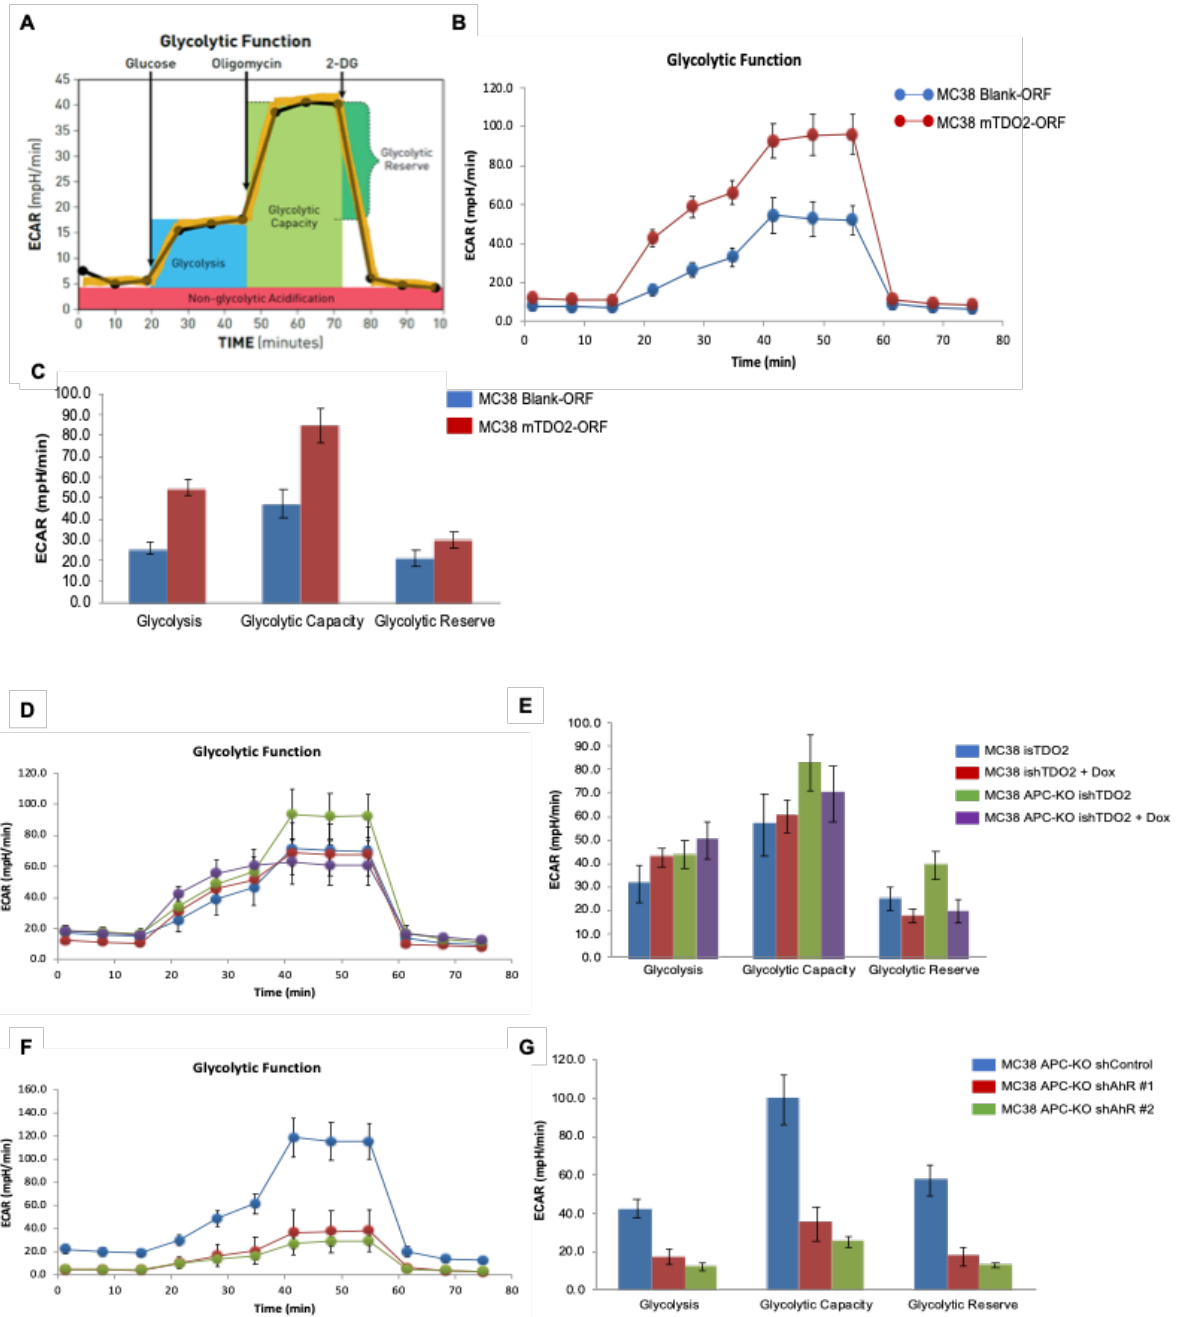 A
Glycolytic Function
Glucose
Oligomycin
2-DG
45
40
35
30
25
20
15
10
5
0
ECAR (mpH/min)
Glycolytic
Reserve
Glycolytic
Capacity
Glycolysis
Non-glycolytic Acidification
0 10 20 30 40 50 60 70 80 90 10
TIME (minutes)
B
Glycolytic Function
MC38 Blank-ORF
MC38 mTDO2-ORF
120.0
100.0
80.0
60.0
40.0
20.0
0.0
ECAR (mpH/min)
0 10 20 30 40 50 60 70 80
Time (min)
C
MC38 Blank-ORF
MC38 mTDO2-ORF
100.0
90.0
80.0
70.0
60.0
50.0
40.0
30.0
20.0
10.0
0.0
ECAR (mpH/min)
Glycolysis Glycolytic Capacity Glycolytic Reserve
D
Glycolytic Function
120.0
100.0
80.0
60.0
40.0
20.0
0.0
ECAR (mpH/min)
0 10 20 30 40 50 60 70 80
Time (min)
E
100.0
90.0
80.0
70.0
60.0
50.0
40.0
30.0
20.0
10.0
0.0
ECAR (mpH/min)
MC38 isTDO2
MC38 ishTDO2 + Dox
MC38 APC-KO ishTDO2
MC38 APC-KO ishTDO2 + Dox
Glycolysis Glycolytic Capacity Glycolytic Reserve
F
Glycolytic Function
160.0
140.0
120.0
100.0
80.0
60.0
40.0
20.0
0.0
ECAR (mpH/min)
0 10 20 30 40 50 60 70 80
Time (min)
G
120.0
100.0
80.0
60.0
40.0
20.0
0.0
ECAR (mpH/min)
MC38 APC-KO shControl
MC38 APC-KO shAhR #1
MC38 APC-KO shAhR #2
Glycolysis Glycolytic Capacity Glycolytic Reserve